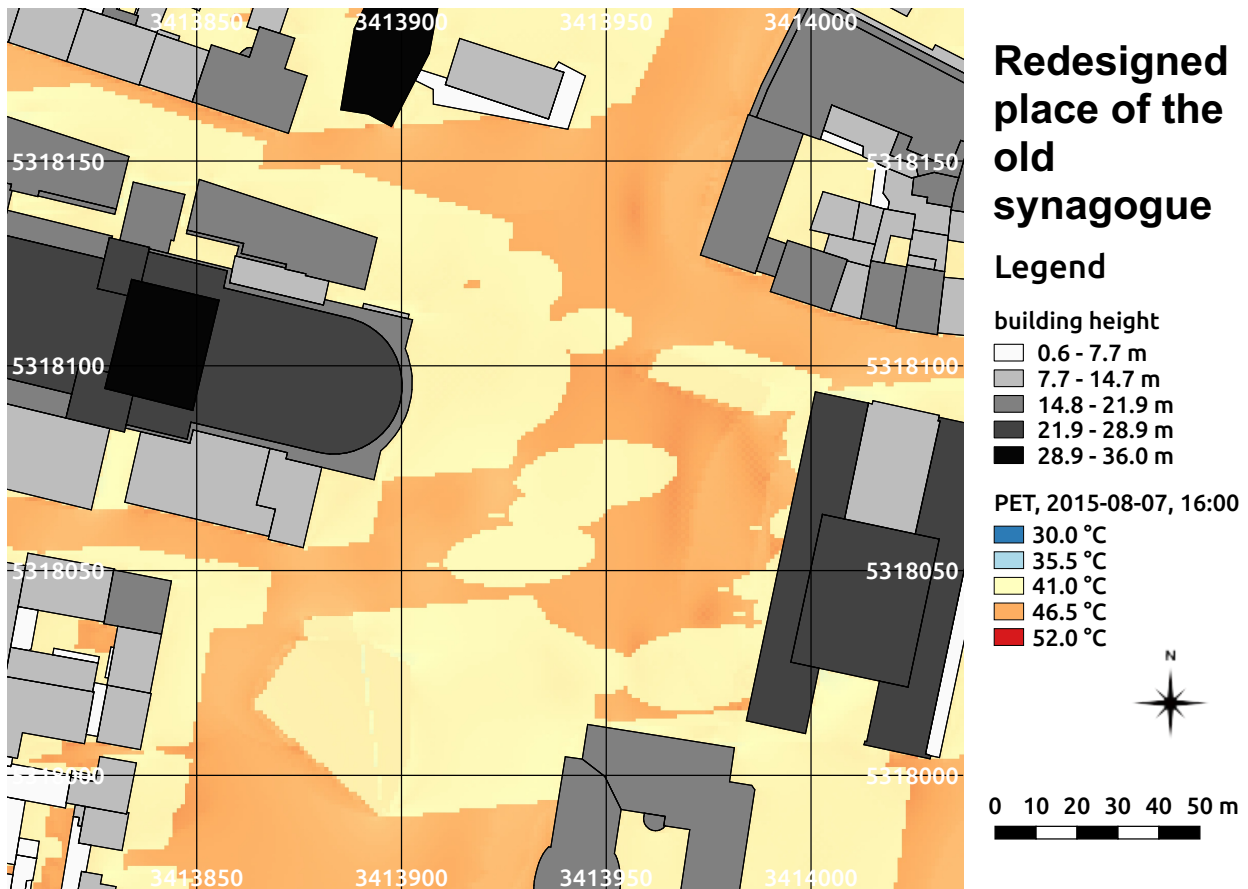 3413850 3413900 3413950 3414000
5318150 5318150
5318100 5318100
5318050 5318050
5318000 5318000
3413850 3413900 3413950 3414000
Redesigned
place of the
old
synagogue
Legend
building height
0.6 - 7.7 m
7.7 - 14.7 m
14.8 - 21.9 m
21.9 - 28.9 m
28.9 - 36.0 m
PET, 2015-08-07, 16:00
30.0 °C
35.5 °C
41.0 °C
46.5 °C
52.0 °C
N
0 10 20 30 40 50 m